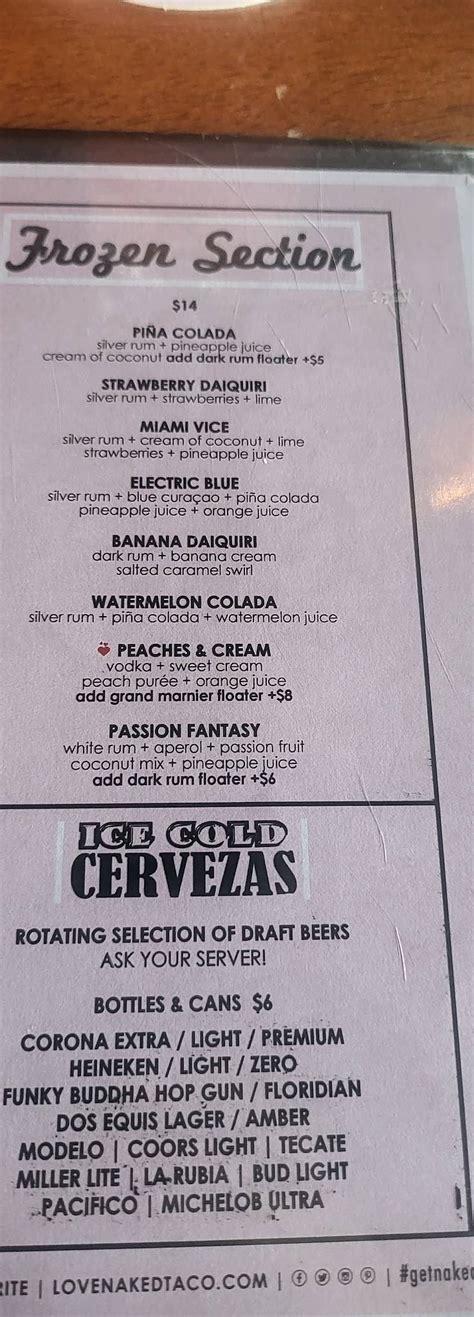 Frozen Section
$14
PIÑA COLADA
silver rum + pineapple juice
cream of coconut add dark rum floater +$5
STRAWBERRY DAIQUIRI
silver rum + strawberries + lime
MIAMI VICE
silver rum + cream of coconut + lime
strawberries + pineapple juice
ELECTRIC BLUE
silver rum + blue curaçao + piña colada
pineapple juice + orange juice
BANANA DAIQUIRI
dark rum + banana cream
salted caramel swirl
WATERMELON COLADA
silver rum + piña colada + watermelon juice
PEACHES & CREAM
vodka + sweet cream
peach purée + orange juice
add grand marnier floater +$8
PASSION FANTASY
white rum + aperol + passion fruit
coconut mix + pineapple juice
add dark rum floater +$6
ICE COLD
CERVEZAS
ROTATING SELECTION OF DRAFT BEERS
ASK YOUR SERVER!
BOTTLES & CANS $6
CORONA EXTRA / LIGHT / PREMIUM
HEINEKEN / LIGHT / ZERO
FUNKY BUDDHA HOP GUN / FLORIDIAN
DOS EQUIS LAGER / AMBER
MODELO | COORS LIGHT | TECATE
MILLER LITE | LA RUBIA | BUD LIGHT
PACIFICO | MICHELOB ULTRA
| LOVENAKEDTACO.COM |